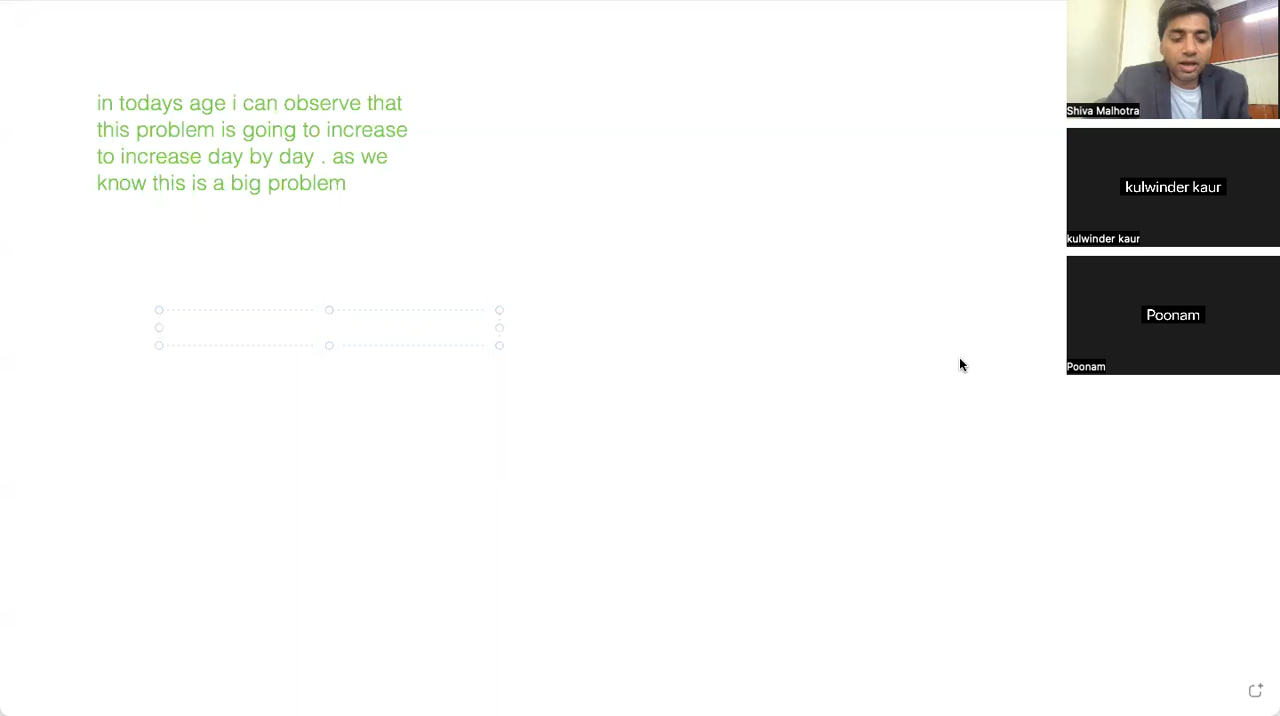 in todays age i can observe that
this problem is going to increase
to increase day by day . as we
know this is a big problem
Shiva Malhotra
kulwinder kaur
kulwinder kaur
Poonam
Poonam